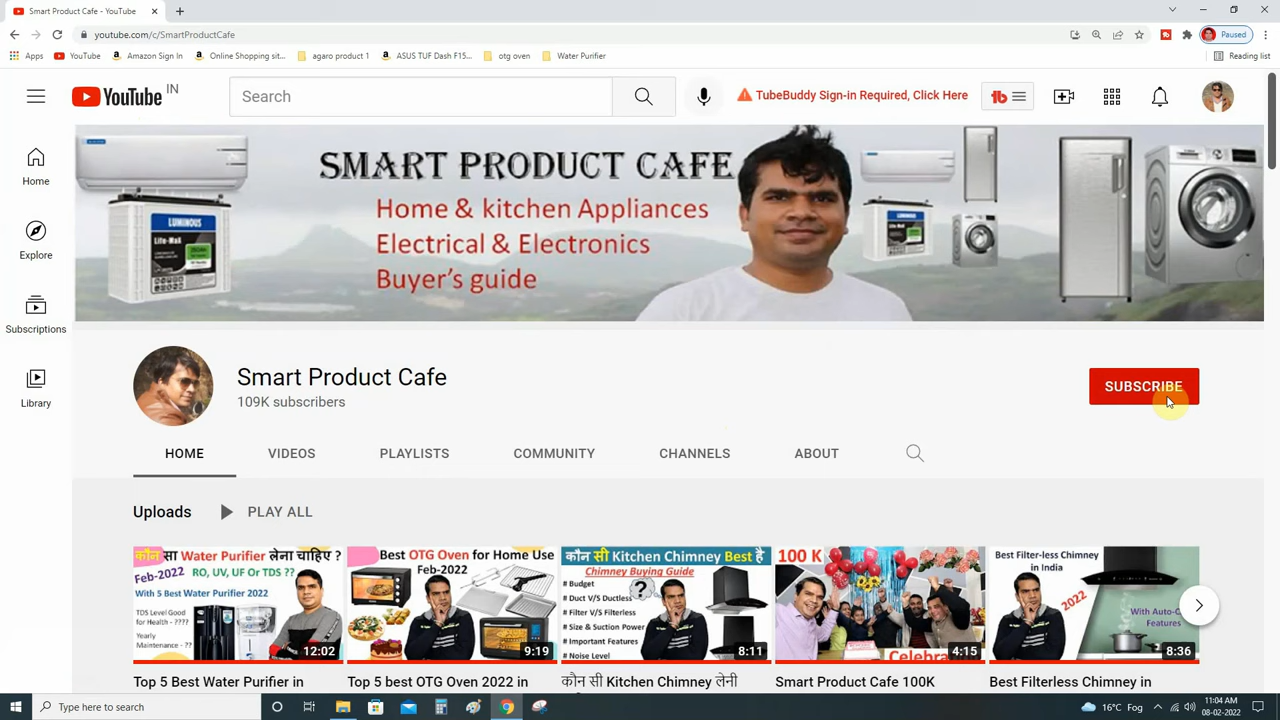 Smart Product Cafe - YouTube
youtube.com/c/SmartProductCafe
Paused
Apps
YouTube
Amazon Sign In
Online Shopping sit...
agaro product 1
ASUS TUF Dash F15...
otg oven
Water Purifier
Reading list
YouTube IN
Search
TubeBuddy Sign-in Required, Click Here
tb
SMART PRODUCT CAFE
Home & kitchen Appliances
Electrical & Electronics
Buyer's guide
LUMINOUS
LUMINOUS
Home
Explore
Subscriptions
Library
Smart Product Cafe
109K subscribers
SUBSCRIBE
HOME
VIDEOS
PLAYLISTS
COMMUNITY
CHANNELS
ABOUT
Uploads
PLAY ALL
कौन सा Water Purifier लेना चाहिए ?
Feb-2022
RO, UV, UF Or TDS ??
With 5 Best Water Purifier 2022
TDS Level Good
for Health - ????
Yearly
Maintenance - ??
12:02
Best OTG Oven for Home Use
Feb-2022
9:19
कौन सी Kitchen Chimney Best है
Chimney Buying Guide
# Budget
# Duct V/S Ductless
# Filter V/S Filterless
# Size & Suction Power
# Important Features
# Noise Level
?
8:11
100 K
4:15
Best Filter-less Chimney
in India
2022
With Auto-C
Features
8:36
Top 5 Best Water Purifier in
Top 5 best OTG Oven 2022 in
कौन सी Kitchen Chimney लेनी
Smart Product Cafe 100K
Best Filterless Chimney in
Type here to search
16°C Fog
11:04 AM
08-02-2022